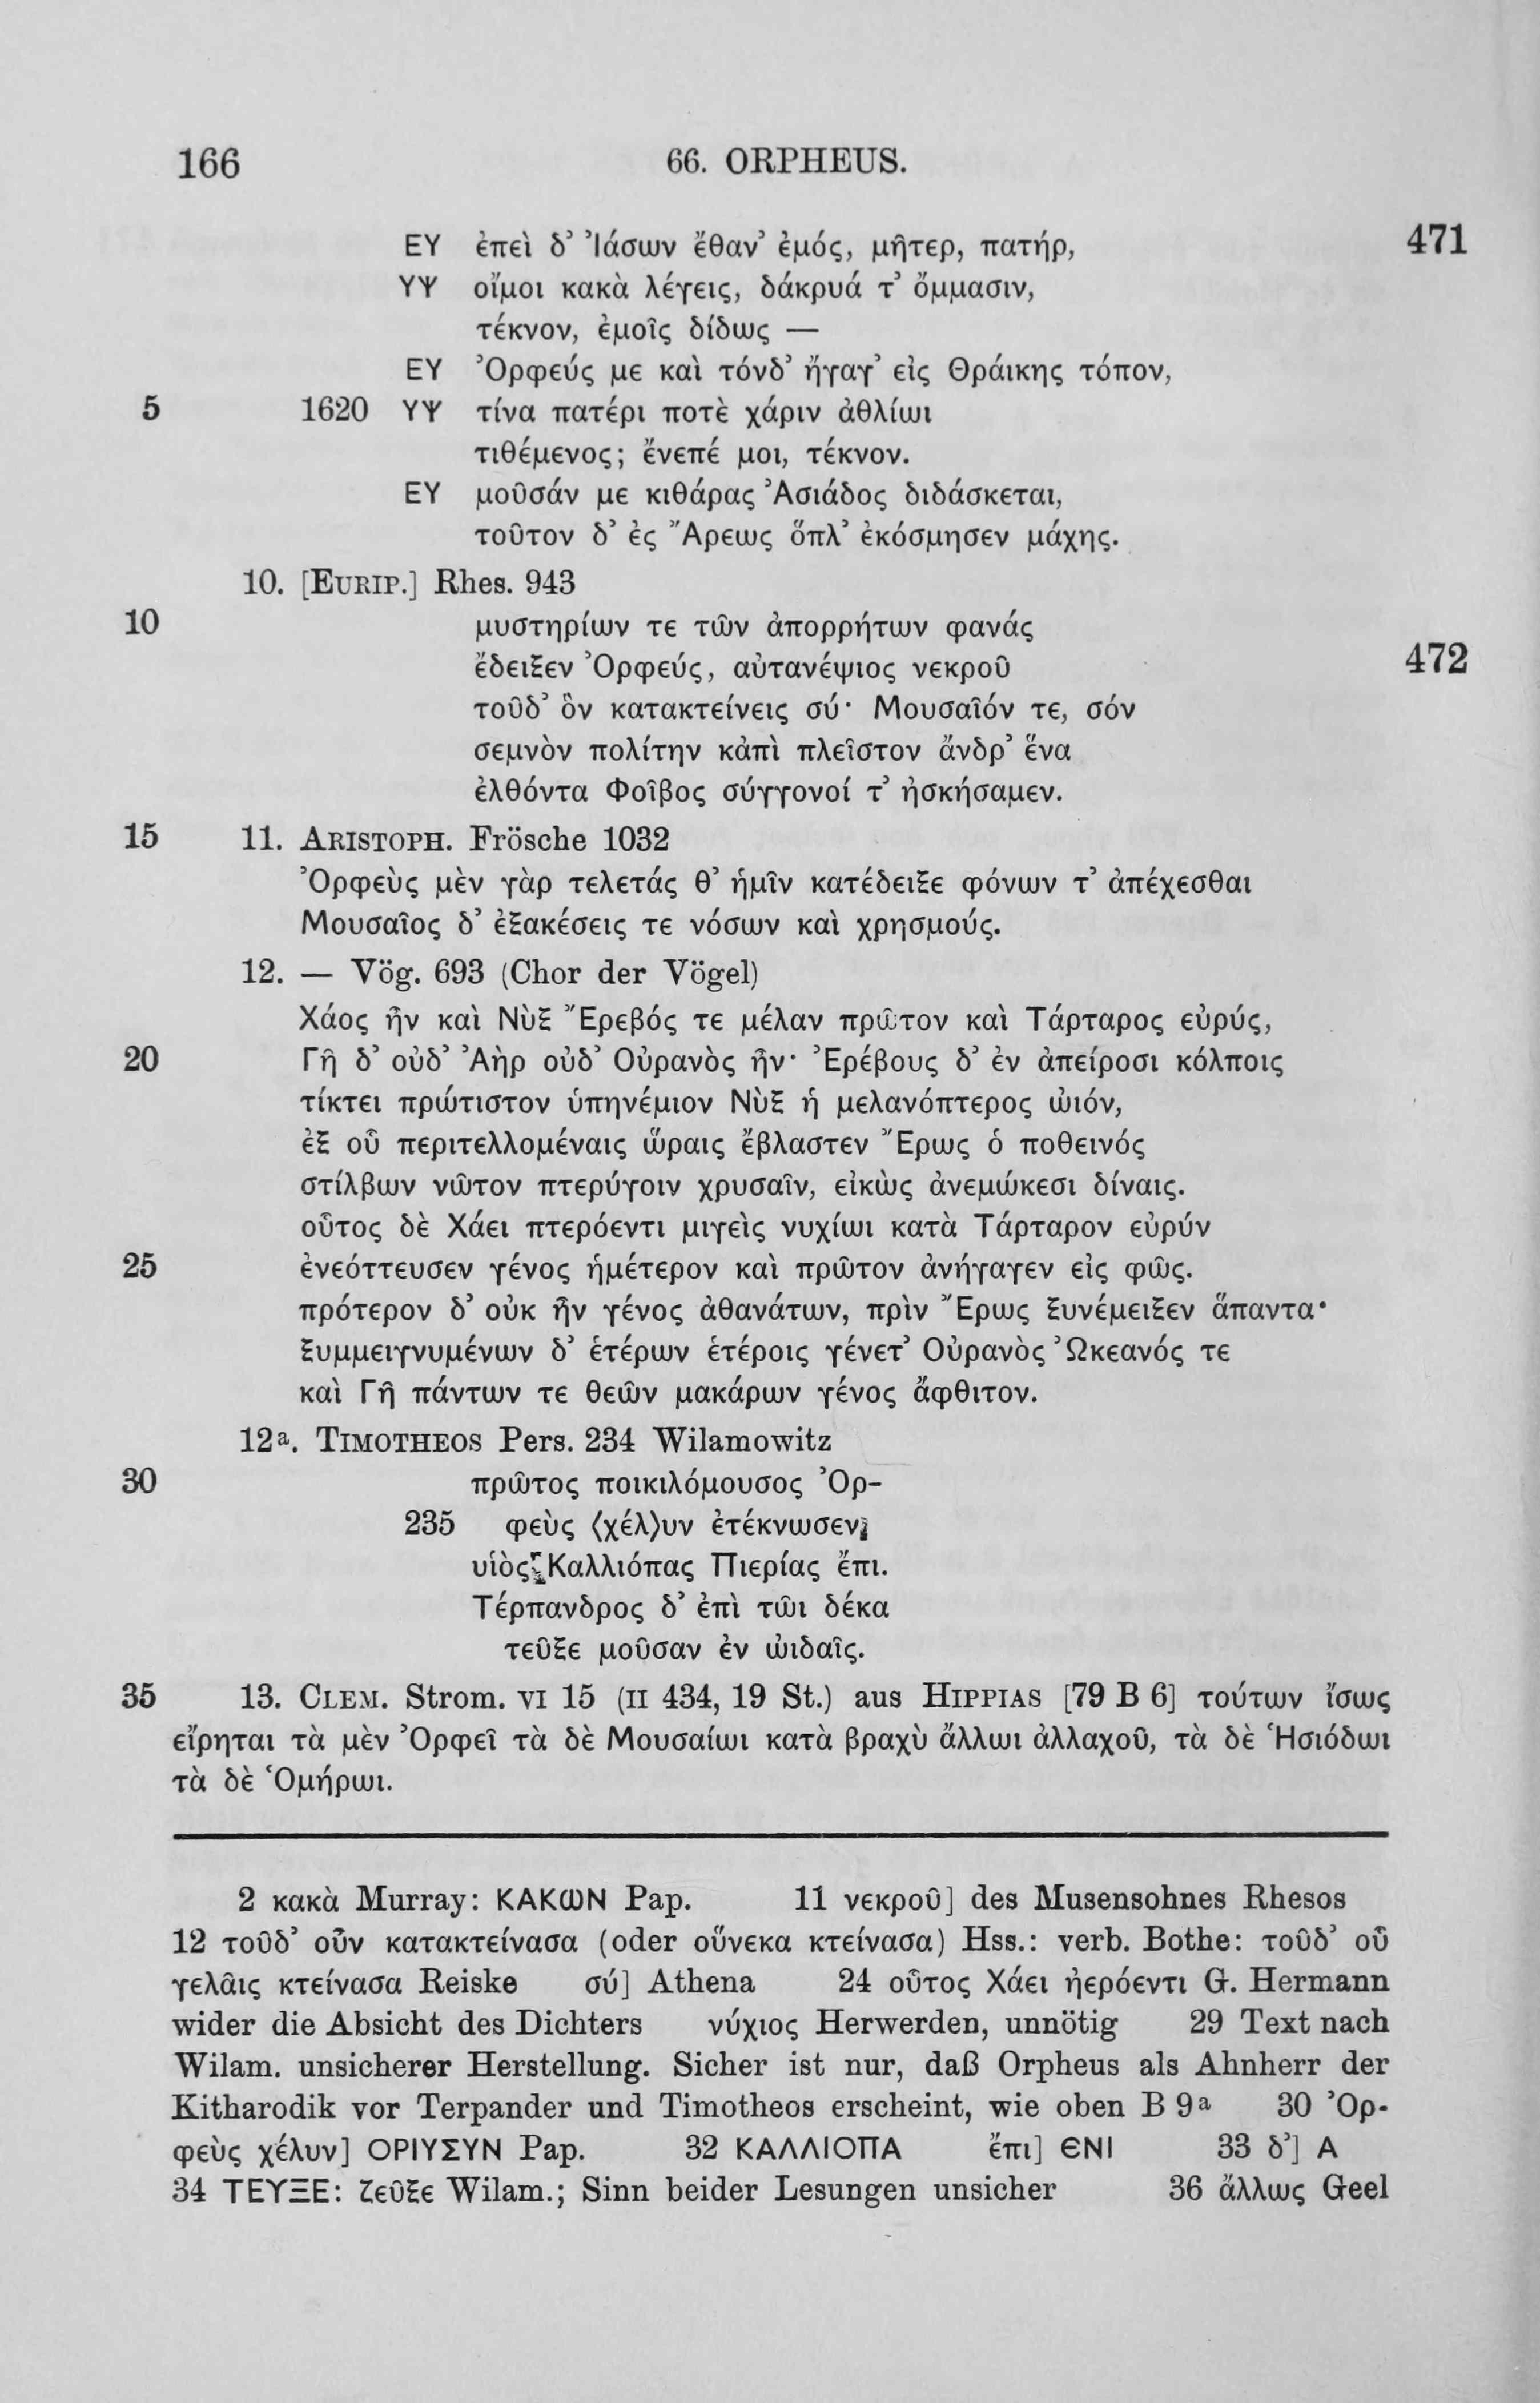 166 66. ORPHEUS.
ΕΥ ἐπεὶ δ’ Ἰάσων ἔθαν’ ἐμός, μῆτερ, πατήρ, 471
ΥΨ οἴμοι κακὰ λέγεις, δάκρυά τ’ ὄμμασιν,
τέκνον, ἐμοῖς δίδως —
ΕΥ Ὀρφεύς με καὶ τόνδ’ ἤγαγ’ εἰς Θράικης τόπον,
5 1620 ΥΨ τίνα πατέρι ποτὲ χάριν ἀθλίωι
τιθέμενος; ἔνεπέ μοι, τέκνον.
ΕΥ μοῦσάν με κιθάρας Ἀσιάδος διδάσκεται,
τοῦτον δ’ ἐς Ἄρεως ὅπλ’ ἐκόσμησεν μάχης.
10. [EURIP.] Rhes. 943
10 μυστηρίων τε τῶν ἀπορρήτων φανάς
ἔδειξεν Ὀρφεύς, αὐτανέψιος νεκροῦ 472
τοῦδ’ ὃν κατακτείνεις σύ· Μουσαῖόν τε, σόν
σεμνὸν πολίτην κἀπὶ πλεῖστον ἄνδρ’ ἕνα
ἐλθόντα Φοῖβος σύγγονοί τ’ ἠσκήσαμεν.
15 11. ARISTOPH. Frösche 1032
Ὀρφεὺς μὲν γὰρ τελετάς θ’ ἡμῖν κατέδειξε φόνων τ’ ἀπέχεσθαι
Μουσαῖος δ’ ἐξακέσεις τε νόσων καὶ χρησμούς.
12. — Vög. 693 (Chor der Vögel)
Χάος ἦν καὶ Νὺξ Ἔρεβός τε μέλαν πρῶτον καὶ Τάρταρος εὐρύς,
20 Γῆ δ’ οὐδ’ Ἀὴρ οὐδ’ Οὐρανὸς ἦν· Ἐρέβους δ’ ἐν ἀπείροσι κόλποις
τίκτει πρώτιστον ὑπηνέμιον Νὺξ ἡ μελανόπτερος ὠιόν,
ἐξ οὗ περιτελλομέναις ὥραις ἔβλαστεν Ἔρως ὁ ποθεινός
στίλβων νῶτον πτερύγοιν χρυσαῖν, εἰκὼς ἀνεμώκεσι δίναις.
οὗτος δὲ Χάει πτερόεντι μιγεὶς νυχίωι κατὰ Τάρταρον εὐρύν
25 ἐνεόττευσεν γένος ἡμέτερον καὶ πρῶτον ἀνήγαγεν εἰς φῶς.
πρότερον δ’ οὐκ ἦν γένος ἀθανάτων, πρὶν Ἔρως ξυνέμειξεν ἅπαντα·
ξυμμειγνυμένων δ’ ἑτέρων ἑτέροις γένετ’ Οὐρανὸς Ὠκεανός τε
καὶ Γῆ πάντων τε θεῶν μακάρων γένος ἄφθιτον.
12ᵃ. TIMOTHEOS Pers. 234 Wilamowitz
30 πρῶτος ποικιλόμουσος Ὀρ-
235 φεὺς ⟨χέλ⟩υν ἐτέκνωσεν
υἱὸς Καλλιόπας Πιερίας ἔπι.
Τέρπανδρος δ’ ἐπὶ τῶι δέκα
τεῦξε μοῦσαν ἐν ὠιδαῖς.
35 13. CLEM. Strom. VI 15 (II 434, 19 St.) aus HIPPIAS [79 B 6] τούτων ἴσως
εἴρηται τὰ μὲν Ὀρφεῖ τὰ δὲ Μουσαίωι κατὰ βραχὺ ἄλλωι ἀλλαχοῦ, τὰ δὲ Ἡσιόδωι
τὰ δὲ Ὁμήρωι.
2 κακὰ Murray: ΚΑΚΩΝ Pap. 11 νεκροῦ] des Musensohnes Rhesos
12 τοῦδ’ οὖν κατακτείνασα (oder οὕνεκα κτείνασα) Hss.: verb. Bothe: τοῦδ’ οὗ
γελᾶις κτείνασα Reiske σύ] Athena 24 οὗτος Χάει ἠερόεντι G. Hermann
wider die Absicht des Dichters νύχιος Herwerden, unnötig 29 Text nach
Wilam. unsicherer Herstellung. Sicher ist nur, daß Orpheus als Ahnherr der
Kitharodik vor Terpander und Timotheos erscheint, wie oben B 9ᵃ 30 Ὀρ-
φεὺς χέλυν] ΟΡΙΥΣΥΝ Pap. 32 ΚΑΛΛΙΟΠΑ ἔπι] ЄΝΙ 33 δ’] Α
34 ΤΕΥΞΕ: ζεῦξε Wilam.; Sinn beider Lesungen unsicher 36 ἄλλως Geel